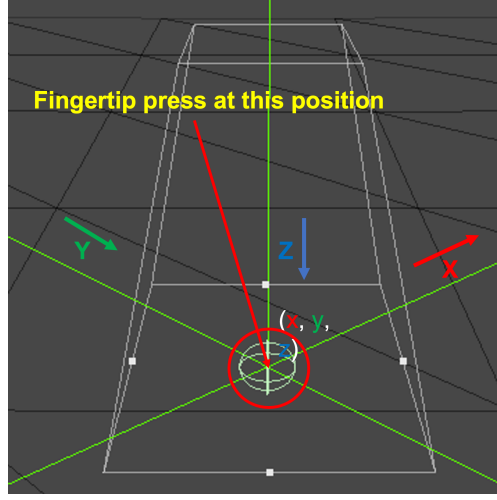 Fingertip press at this position
Y
Z
X
(x, y,
z)